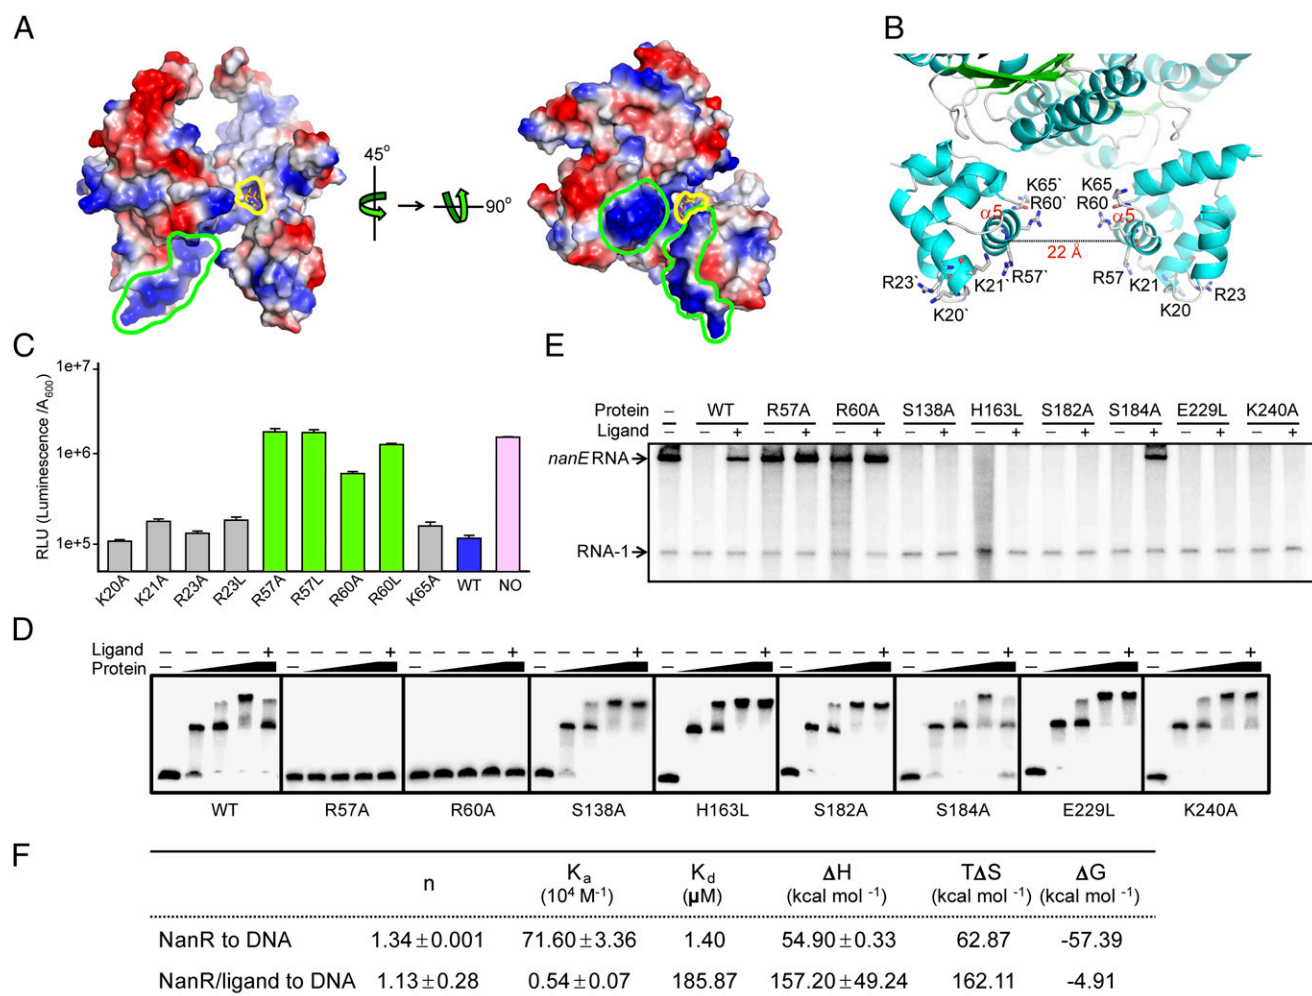 A
45°
90°
B
K65` K65
R60` R60
α5 α5
22 Å
R23` K21` R57` R57 K21 R23
K20` K20
C
RLU (Luminescence /A600)
1e+7
1e+6
1e+5
K20A K21A R23A R23L R57A R57L R60A R60L K65A WT NO
E
Protein – WT R57A R60A S138A H163L S182A S184A E229L K240A
Ligand – – + – + – + – + – + – + – + – + – +
nanE RNA
RNA-1
D
Ligand – – – – + – – – – + – – – – + – – – – + – – – – + – – – – + – – – – + – – – – + – – – – +
Protein – – – – – – – – –
WT R57A R60A S138A H163L S182A S184A E229L K240A
F
n Ka Kd ΔH TΔS ΔG
(10⁴ M⁻¹) (μM) (kcal mol ⁻¹) (kcal mol ⁻¹) (kcal mol ⁻¹)
NanR to DNA 1.34±0.001 71.60±3.36 1.40 54.90±0.33 62.87 -57.39
NanR/ligand to DNA 1.13±0.28 0.54±0.07 185.87 157.20±49.24 162.11 -4.91